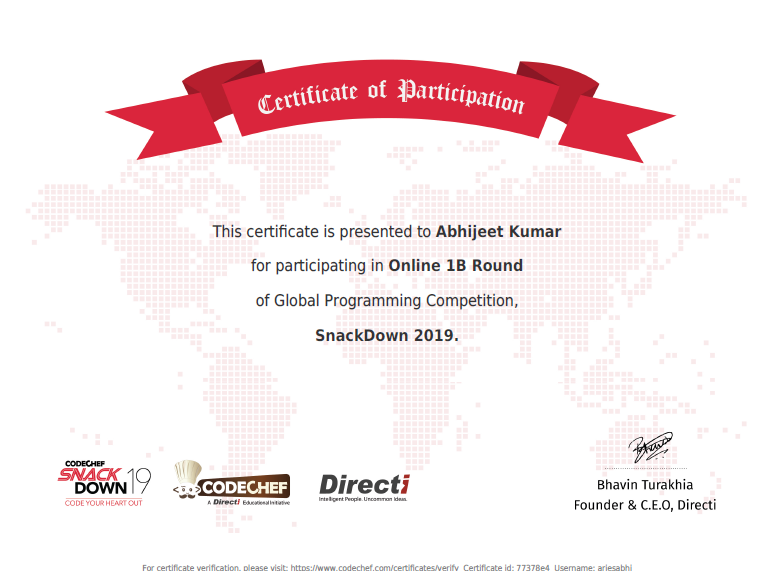 Certificate of Participation
This certificate is presented to Abhijeet Kumar
for participating in Online 1B Round
of Global Programming Competition,
SnackDown 2019.
CODECHEF
SNACK
DOWN 19
CODE YOUR HEART OUT
CODECHEF
A Directi Educational Initiative
Directi
Intelligent People. Uncommon Ideas.
Bhavin Turakhia
Founder & C.E.O, Directi
For certificate verification, please visit: https://www.codechef.com/certificates/verify Certificate id: 77378e4 Username: ariesabhi